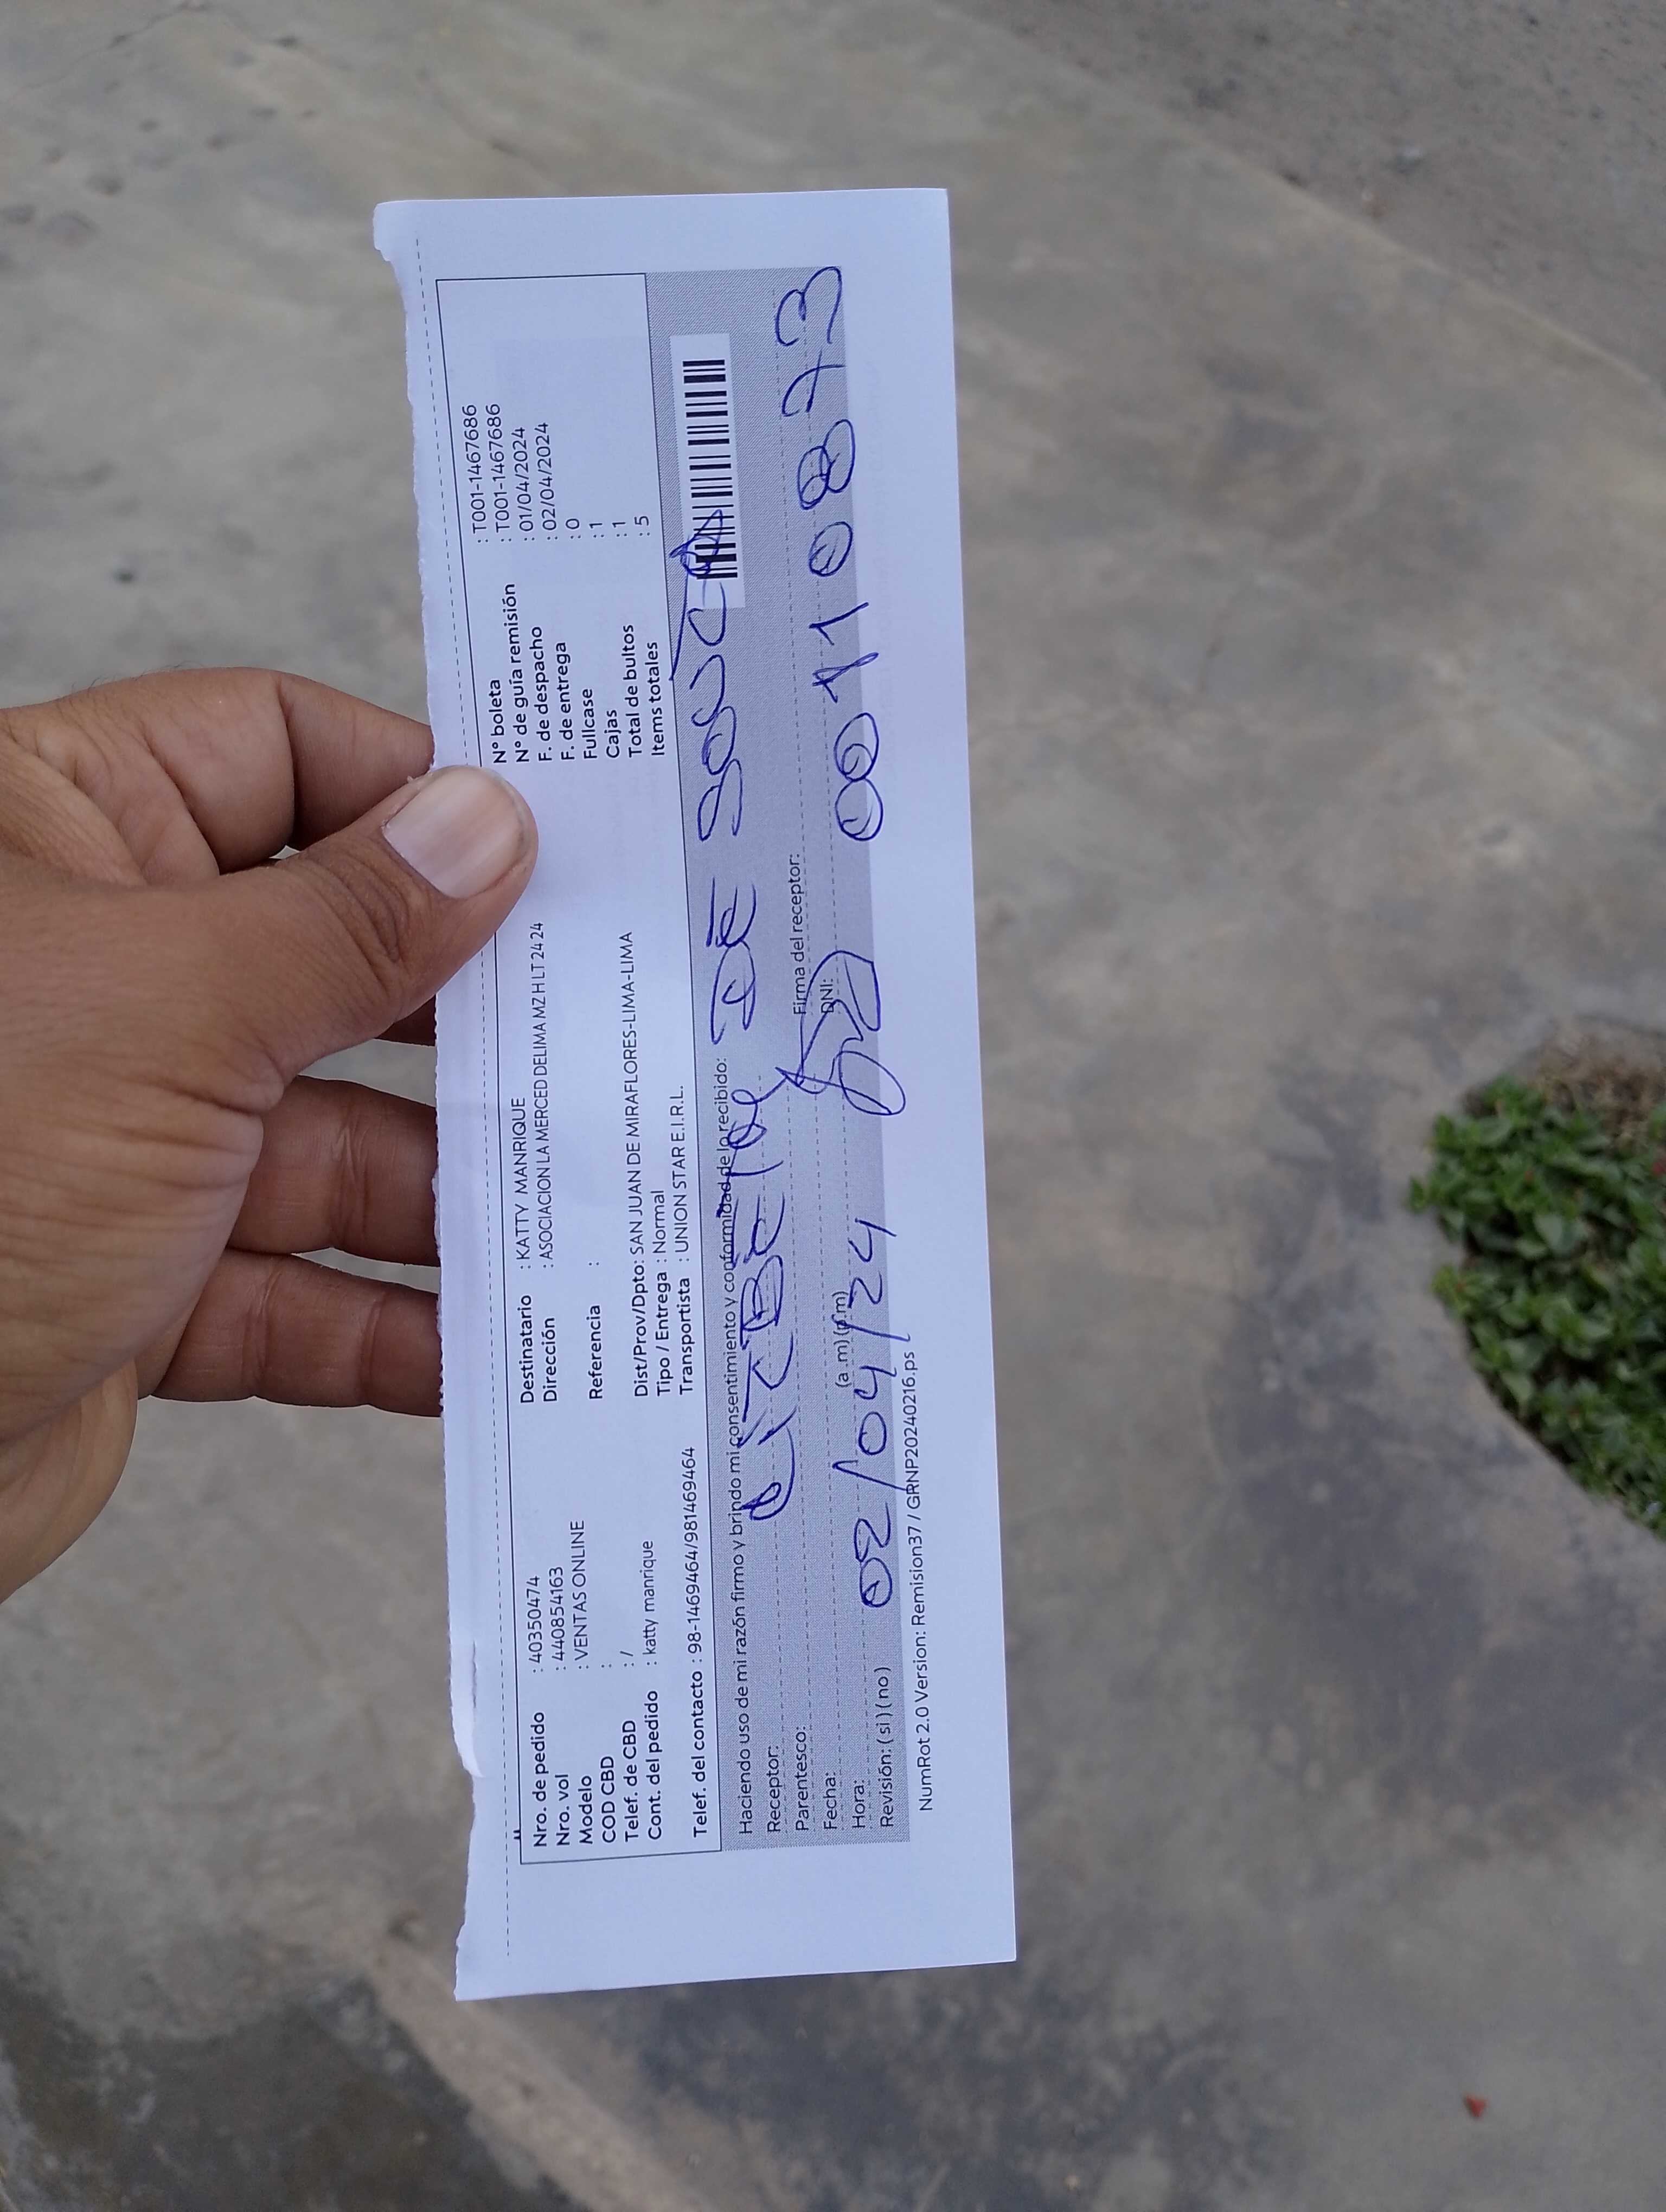 Nro. de pedido : 40350474
Nro. vol : 440854163
Modelo : VENTAS ONLINE
COD CBD :
Telef. de CBD : /
Cont. del pedido : katty manrique
Telef. del contacto : 98-1469464/981469464
Destinatario : KATTY MANRIQUE
Dirección : ASOCIACION LA MERCED DELIMA MZ H LT 24 24
Referencia :
Dist/Prov/Dpto: SAN JUAN DE MIRAFLORES-LIMA-LIMA
Tipo / Entrega : Normal
Transportista : UNION STAR E.I.R.L.
N° boleta : T001-1467686
N° de guía remisión : T001-1467686
F. de despacho : 01/04/2024
F. de entrega : 02/04/2024
Fullcase : 0
Cajas : 1
Total de bultos : 1
Items totales : 5
Haciendo uso de mi razón firmo y brindo mi consentimiento y conformidad de lo recibido:
Receptor: DE
Parentesco:
Firma del receptor:
Fecha: 02/04/24
DNI: 00110873
Hora: (a.m) (p.m)
Revisión: ( si ) ( no )
NumRot 2.0 Version: Remision37 / GRNP20240216.ps